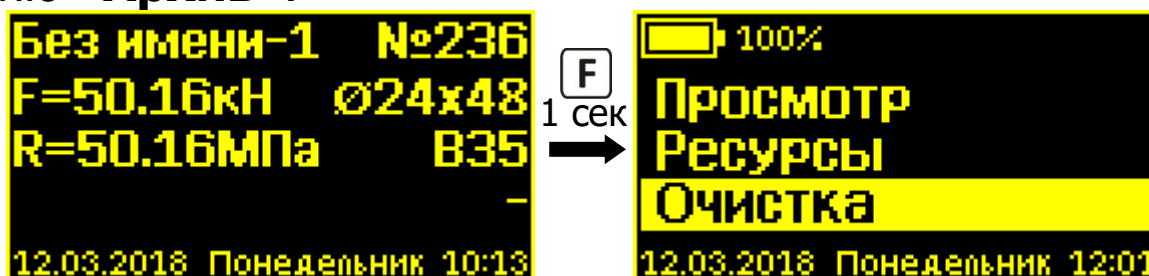 Без имени-1 №236
F=50.16кН ∅24x48
R=50.16МПа B35
–
12.03.2018 Понедельник 10:13
F
1 сек
100%
Просмотр
Ресурсы
Очистка
12.03.2018 Понедельник 12:01